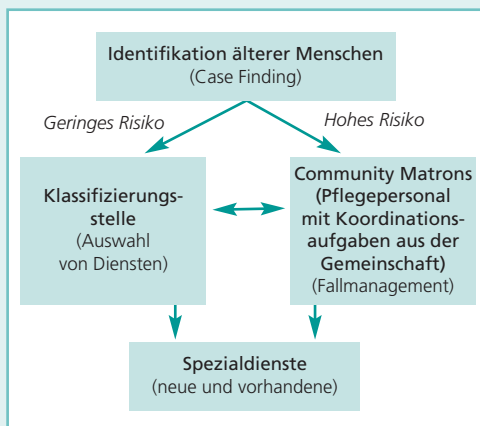 Identifikation älterer Menschen
(Case Finding)
Geringes Risiko
Hohes Risiko
Klassifizierungs-
stelle
(Auswahl
von Diensten)
Community Matrons
(Pflegepersonal
mit Koordinations-
aufgaben aus der
Gemeinschaft)
(Fallmanagement)
Spezialdienste
(neue und vorhandene)